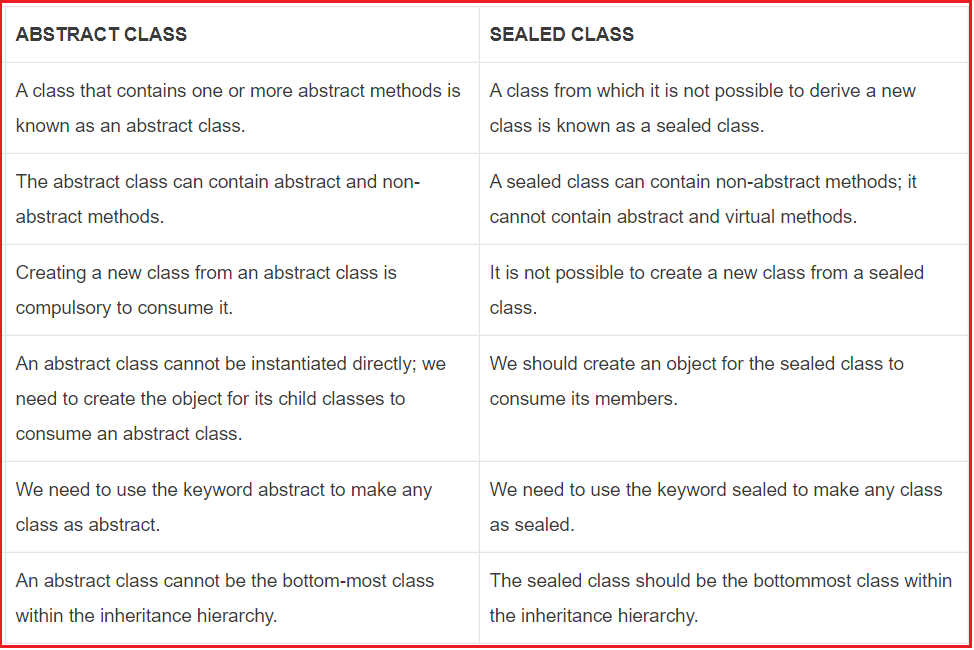 ABSTRACT CLASS
SEALED CLASS
A class that contains one or more abstract methods is
known as an abstract class.
A class from which it is not possible to derive a new
class is known as a sealed class.
The abstract class can contain abstract and non-
abstract methods.
A sealed class can contain non-abstract methods; it
cannot contain abstract and virtual methods.
Creating a new class from an abstract class is
compulsory to consume it.
It is not possible to create a new class from a sealed
class.
An abstract class cannot be instantiated directly; we
need to create the object for its child classes to
consume an abstract class.
We should create an object for the sealed class to
consume its members.
We need to use the keyword abstract to make any
class as abstract.
We need to use the keyword sealed to make any class
as sealed.
An abstract class cannot be the bottom-most class
within the inheritance hierarchy.
The sealed class should be the bottommost class within
the inheritance hierarchy.